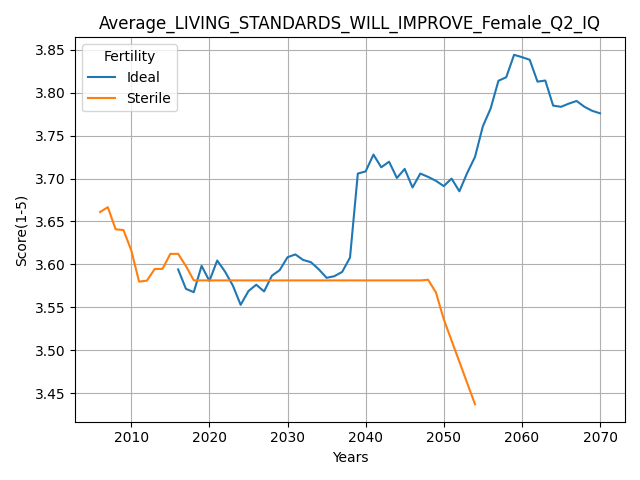 Average_LIVING_STANDARDS_WILL_IMPROVE_Female_Q2_IQ
Fertility
Ideal
Sterile
3.85
3.80
3.75
3.70
3.65
3.60
3.55
3.50
3.45
Score(1-5)
2010
2020
2030
2040
2050
2060
2070
Years